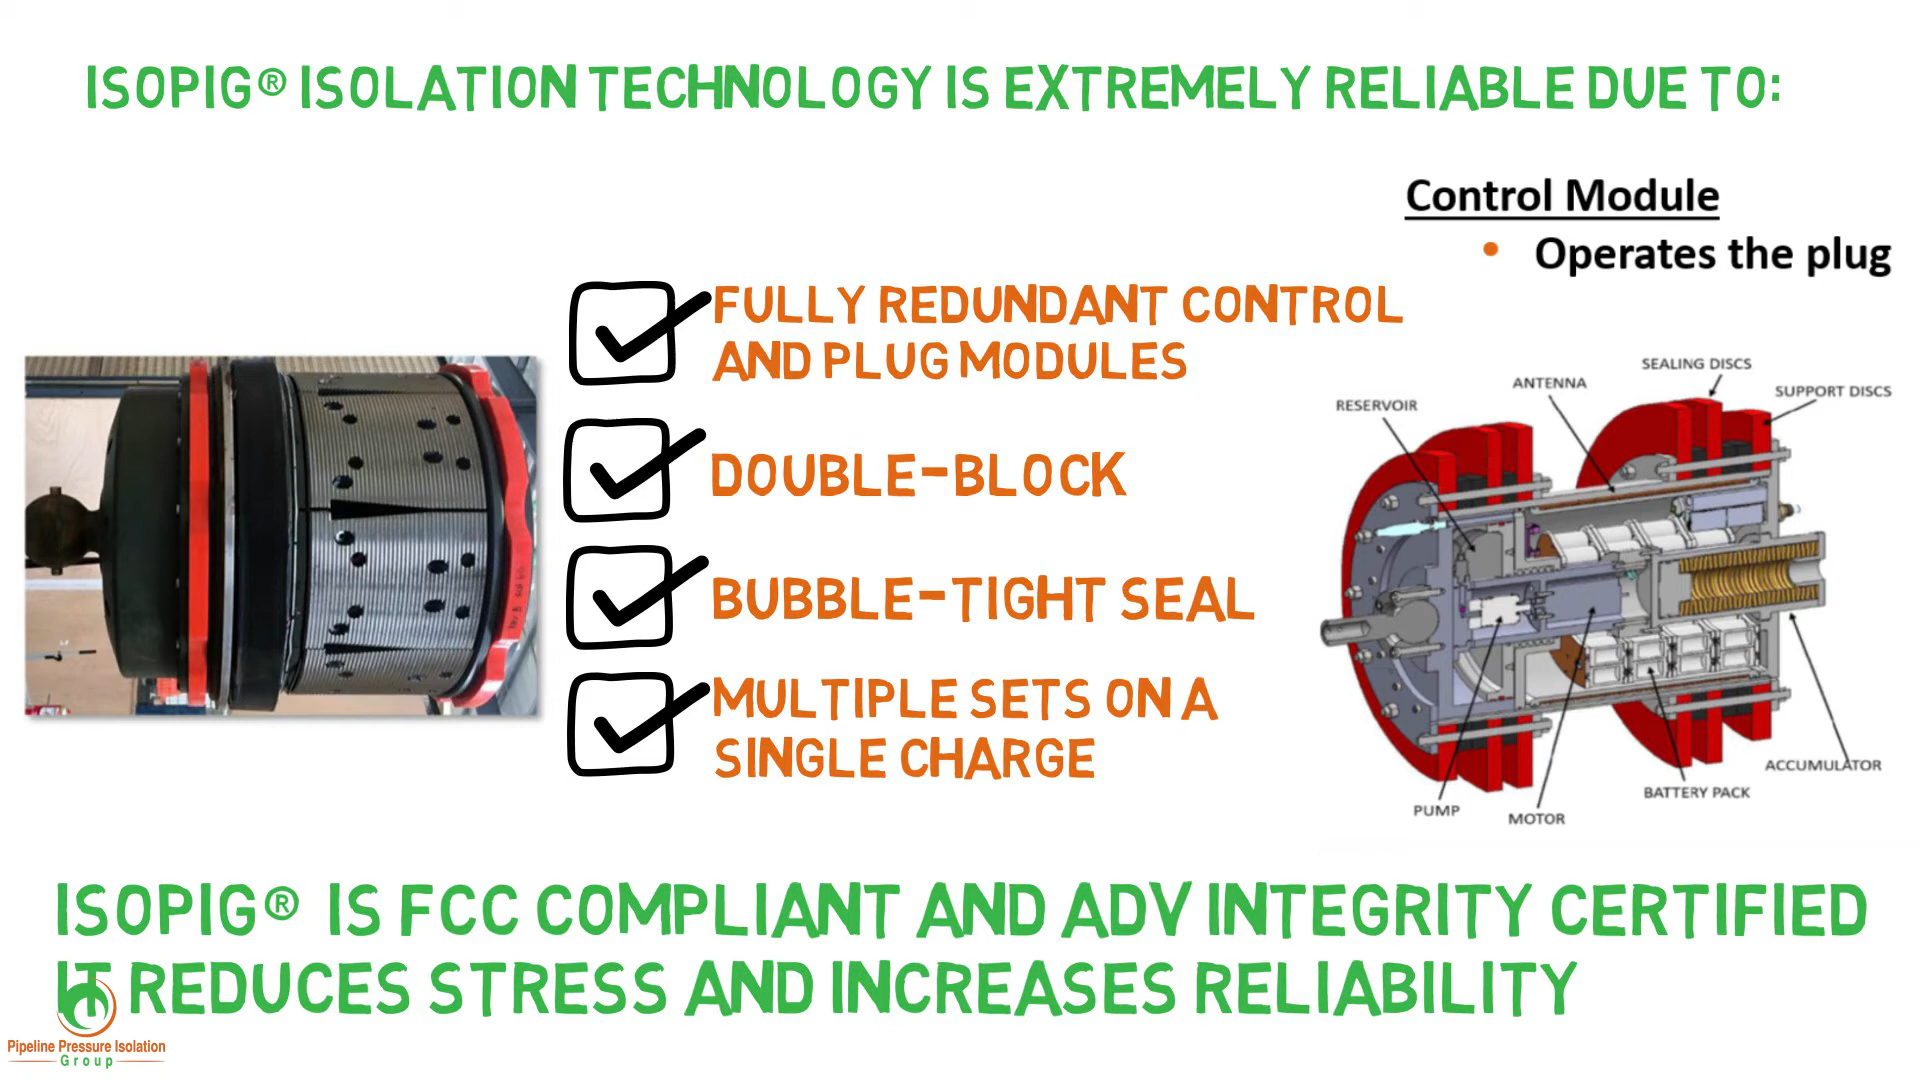 ISOPIG® ISOLATION TECHNOLOGY IS EXTREMELY RELIABLE DUE TO:
Control Module
• Operates the plug
FULLY REDUNDANT CONTROL
AND PLUG MODULES
DOUBLE-BLOCK
BUBBLE-TIGHT SEAL
MULTIPLE SETS ON A
SINGLE CHARGE
SEALING DISCS
ANTENNA
SUPPORT DISCS
RESERVOIR
ACCUMULATOR
BATTERY PACK
PUMP
MOTOR
ISOPIG® IS FCC COMPLIANT AND ADV INTEGRITY CERTIFIED
IT REDUCES STRESS AND INCREASES RELIABILITY
Pipeline Pressure Isolation
Group